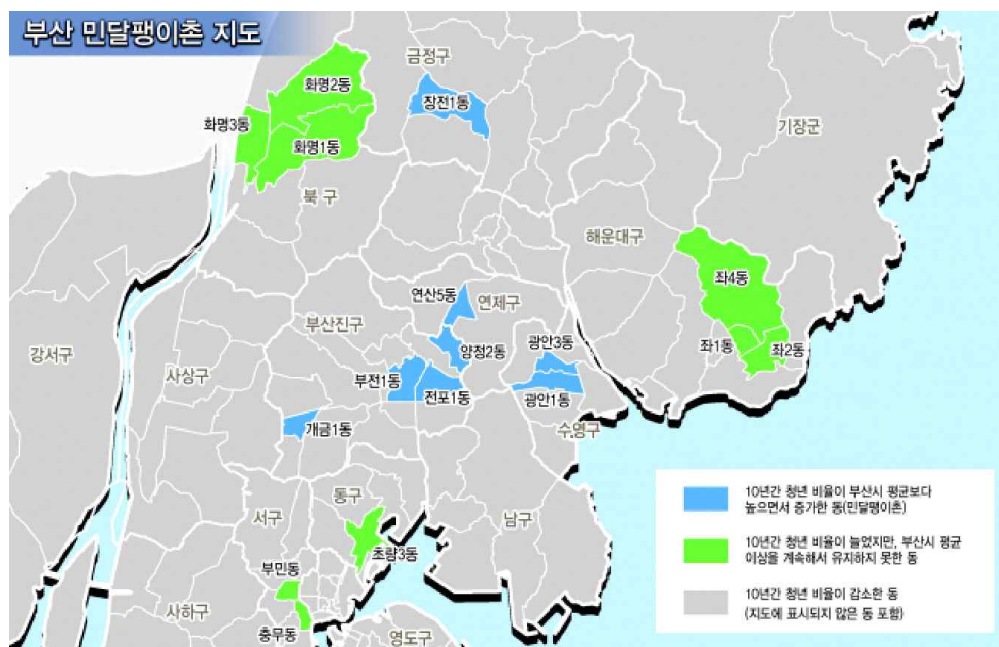 부산 민달팽이촌 지도
금정구
화명2동
장전1동
화명3동
기장군
화명1동
북 구
해운대구
좌4동
연산5동
연제구
부산진구
강서구
양정2동
광안3동
좌1동
좌2동
사상구
부전1동
전포1동
광안1동
개금1동
수영구
동구
서구
남구
초량3동
부민동
사하구
충무동
영도구
10년간 청년 비율이 부산시 평균보다
높으면서 증가한 동(민달팽이촌)
10년간 청년 비율이 늘었지만, 부산시 평균
이상을 계속해서 유지하지 못한 동
10년간 청년 비율이 감소한 동
(지도에 표시되지 않은 동 포함)